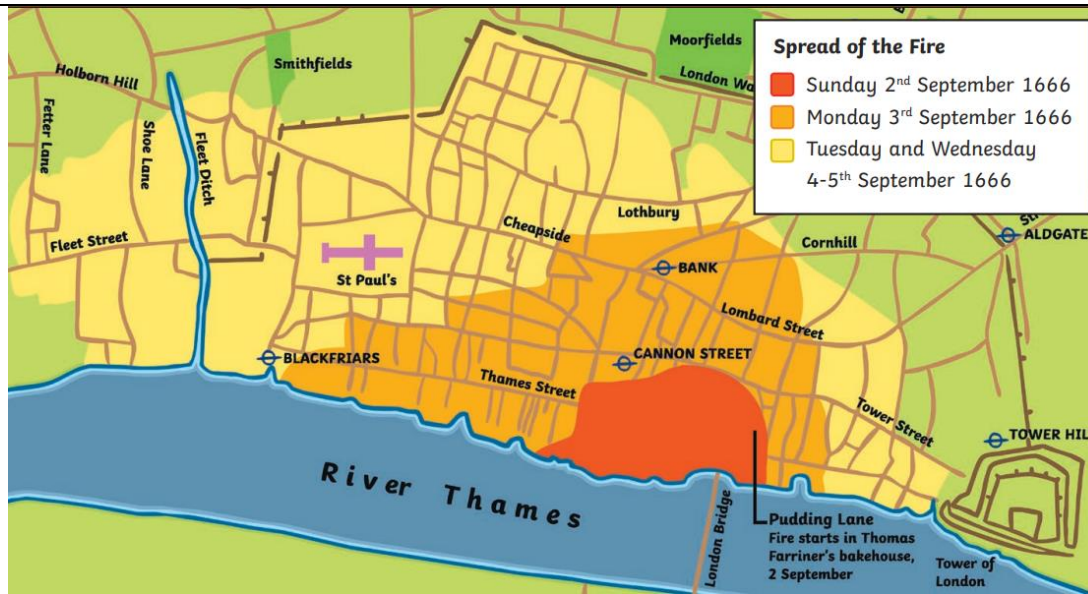 Spread of the Fire
Sunday 2nd September 1666
Monday 3rd September 1666
Tuesday and Wednesday
4-5th September 1666
Moorfields
London Wa
Smithfields
Holborn Hill
Fetter Lane
Shoe Lane
Fleet Ditch
Fleet Street
St Paul's
Cheapside
Lothbury
Cornhill
ALDGATE
BANK
Lombard Street
BLACKFRIARS
CANNON STREET
Thames Street
Tower Street
TOWER HIL
River Thames
London Bridge
Pudding Lane
Fire starts in Thomas
Farriner's bakehouse,
2 September
Tower of
London